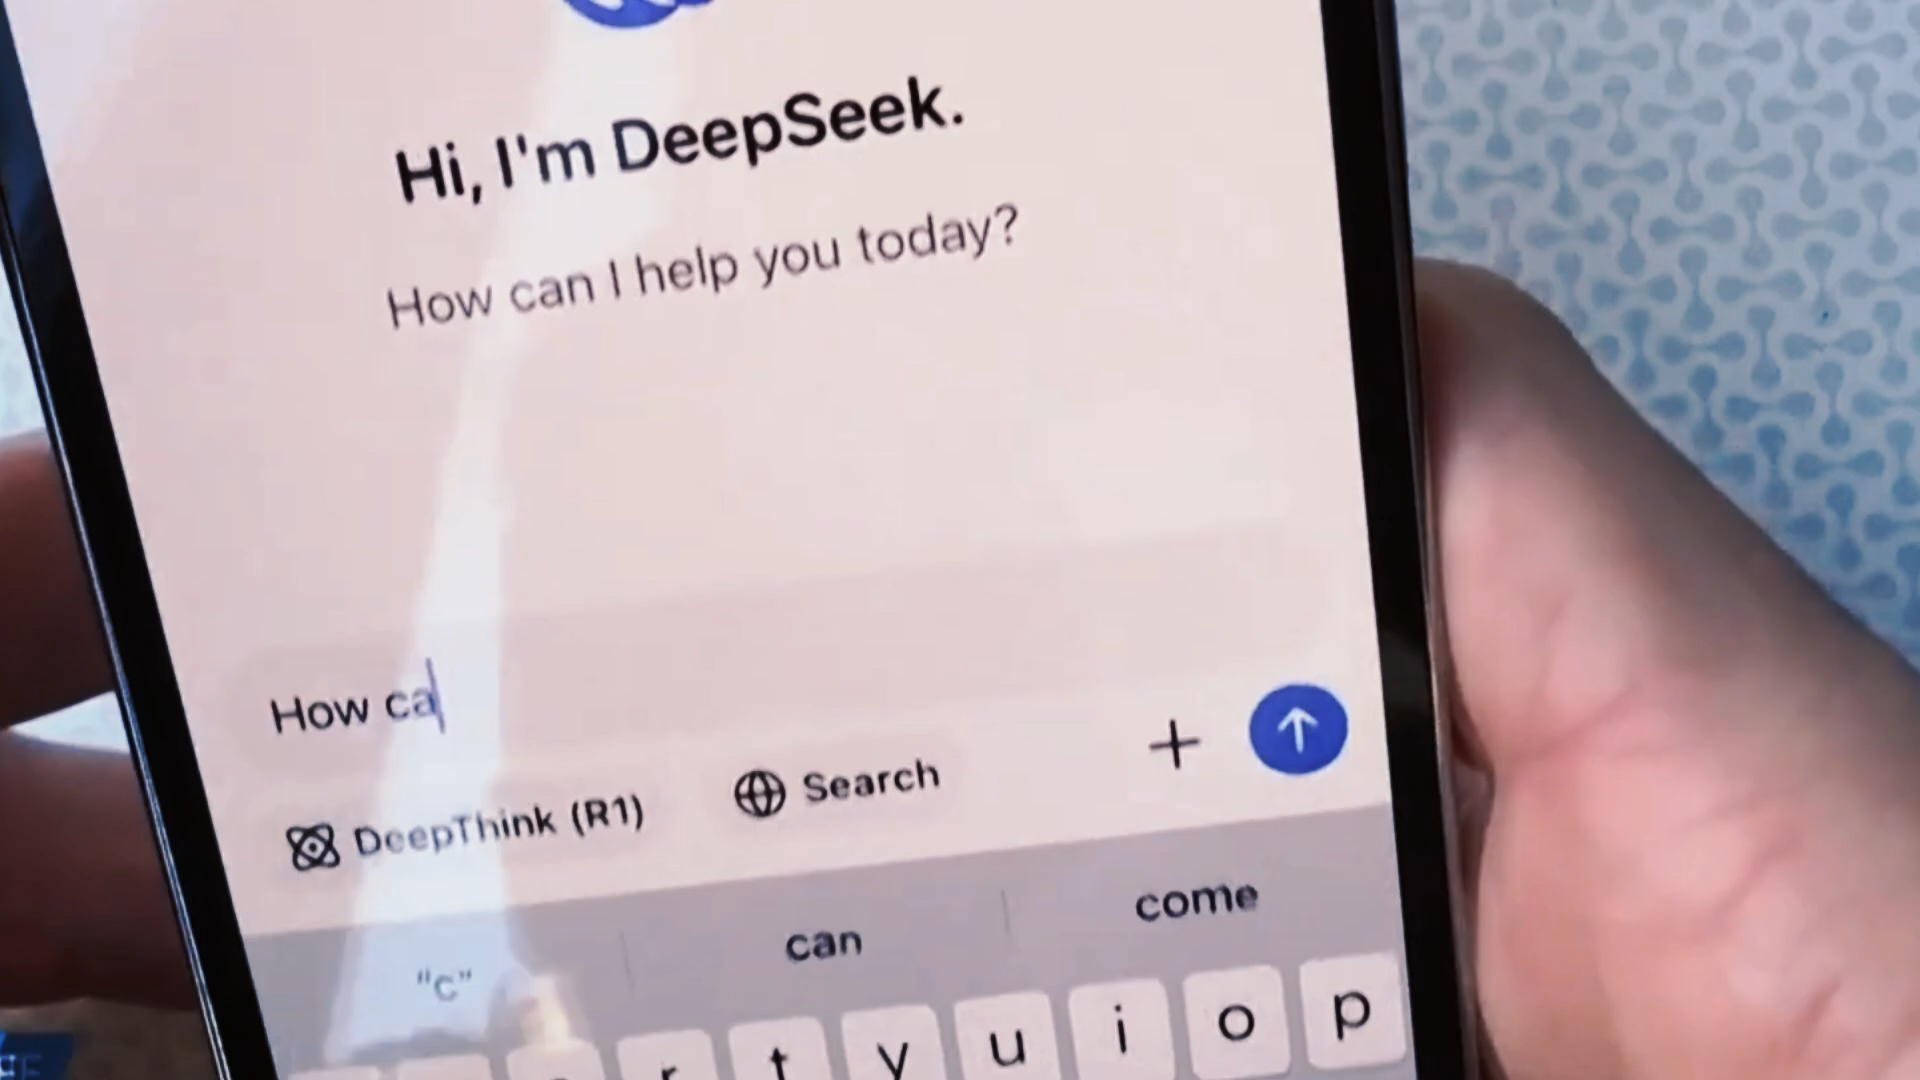 Hi, I'm DeepSeek.
How can I help you today?
How ca
DeepThink (R1) Search
"c" can come
r t y u i o p